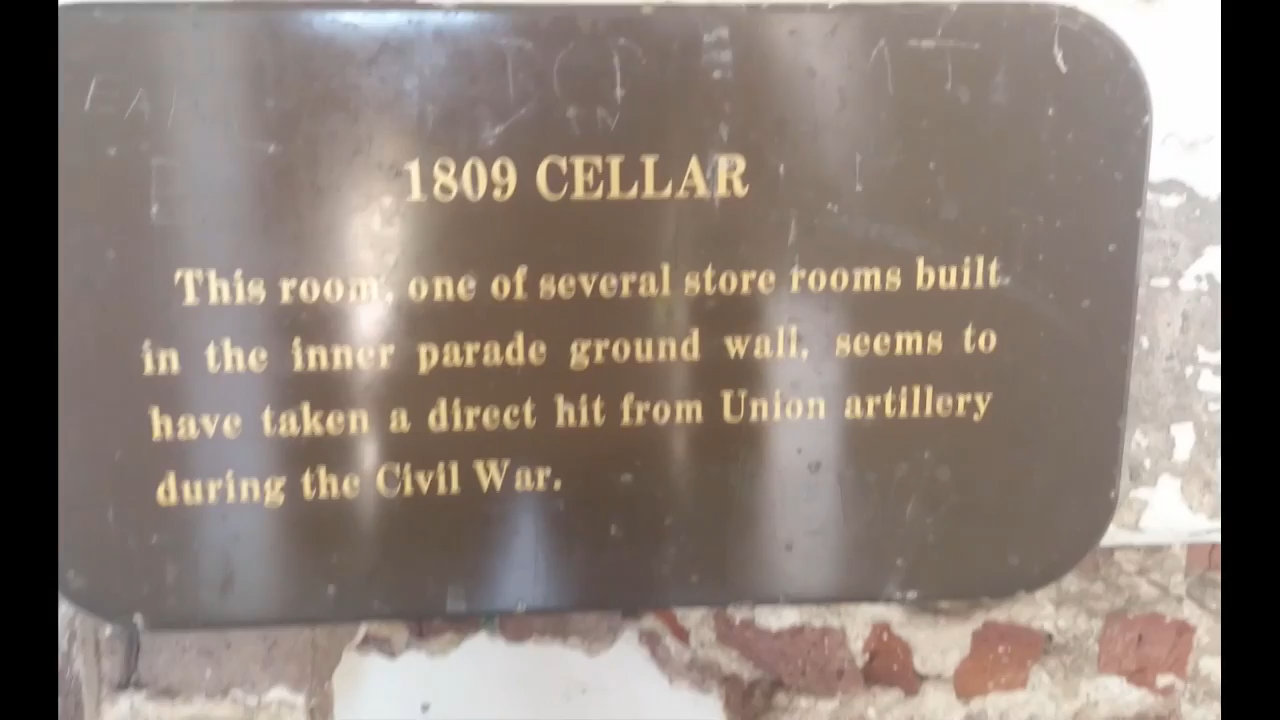 1809 CELLAR
This room, one of several store rooms built
in the inner parade ground wall, seems to
have taken a direct hit from Union artillery
during the Civil War.